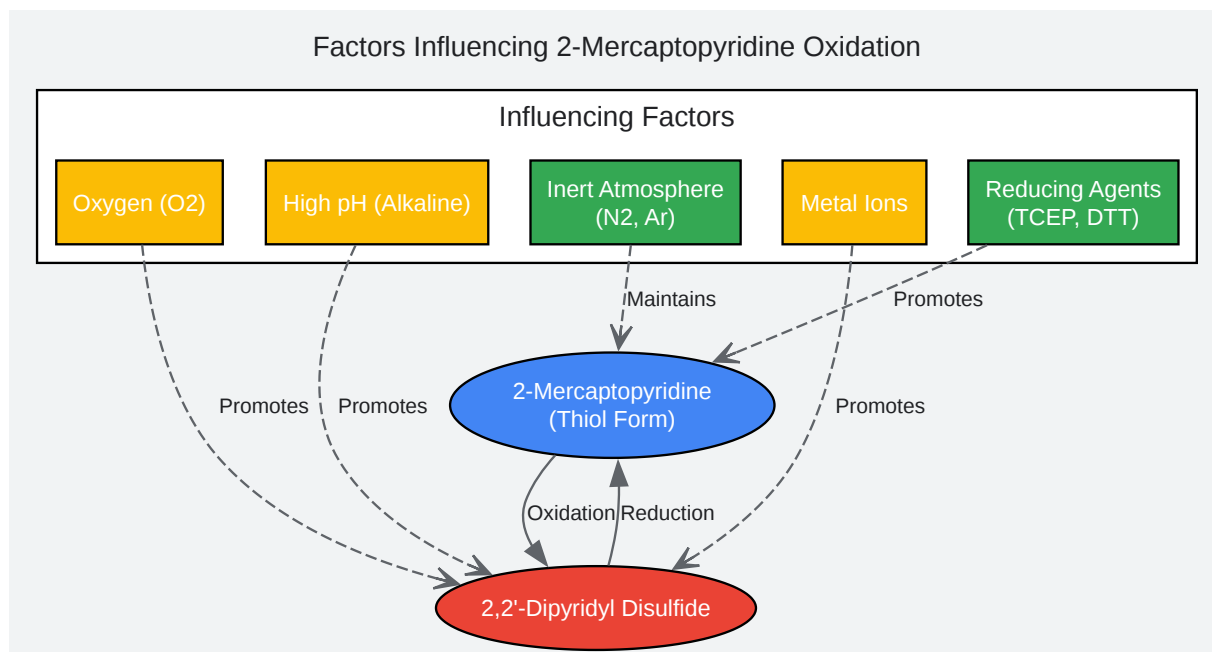 Factors Influencing 2-Mercaptopyridine Oxidation
Influencing Factors
Oxygen (O2)
High pH (Alkaline)
Inert Atmosphere
(N2, Ar)
Metal Ions
Reducing Agents
(TCEP, DTT)
Maintains
Promotes
Promotes
Promotes
2-Mercaptopyridine
(Thiol Form)
Promotes
Oxidation
Reduction
2,2'-Dipyridyl Disulfide